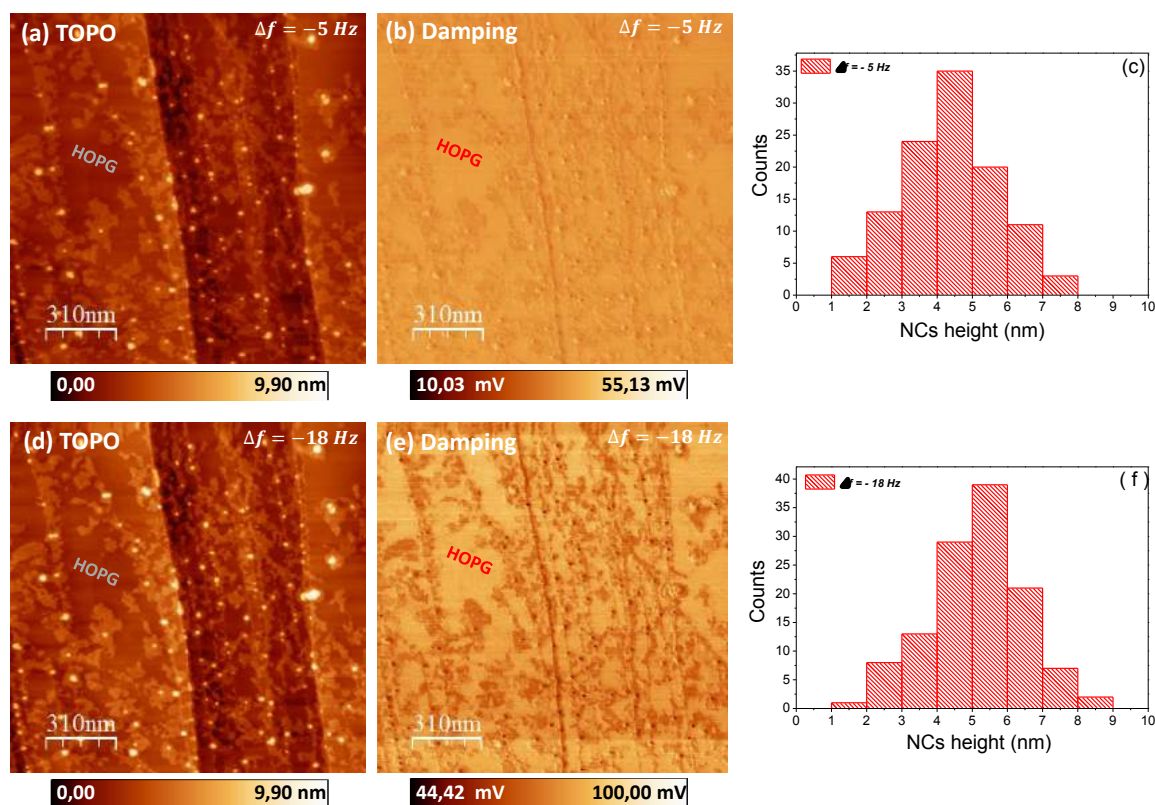 (a) TOPO
Δf = −5 Hz
HOPG
310nm
0,00 9,90 nm
(b) Damping
Δf = −5 Hz
HOPG
310nm
10,03 mV 55,13 mV
(c)
f = - 5 Hz
35
30
25
20
15
10
5
0
Counts
0 1 2 3 4 5 6 7 8 9 10
NCs height (nm)
(d) TOPO
Δf = −18 Hz
HOPG
310nm
0,00 9,90 nm
(e) Damping
Δf = −18 Hz
HOPG
310nm
44,42 mV 100,00 mV
( f )
f = - 18 Hz
40
35
30
25
20
15
10
5
0
Counts
0 1 2 3 4 5 6 7 8 9 10
NCs height (nm)